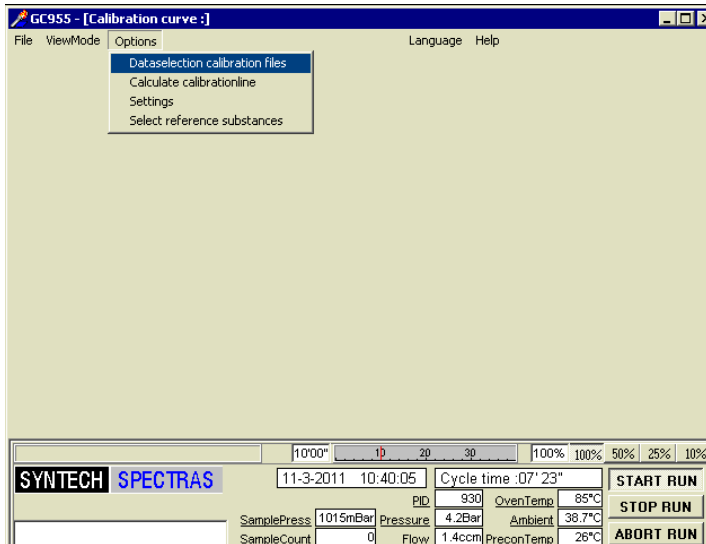 GC955 - [Calibration curve :]
File ViewMode Options Language Help
Dataselection calibration files
Calculate calibrationline
Settings
Select reference substances
10'00" 10 20 30 100% 100% 50% 25% 10%
SYNTECH SPECTRAS 11-3-2011 10:40:05 Cycle time :07' 23" START RUN
PID 930 OvenTemp 85°C STOP RUN
SamplePress 1015mBar Pressure 4.2Bar Ambient 38.7°C
SampleCount 0 Flow 1.4ccm PreconTemp 26°C ABORT RUN